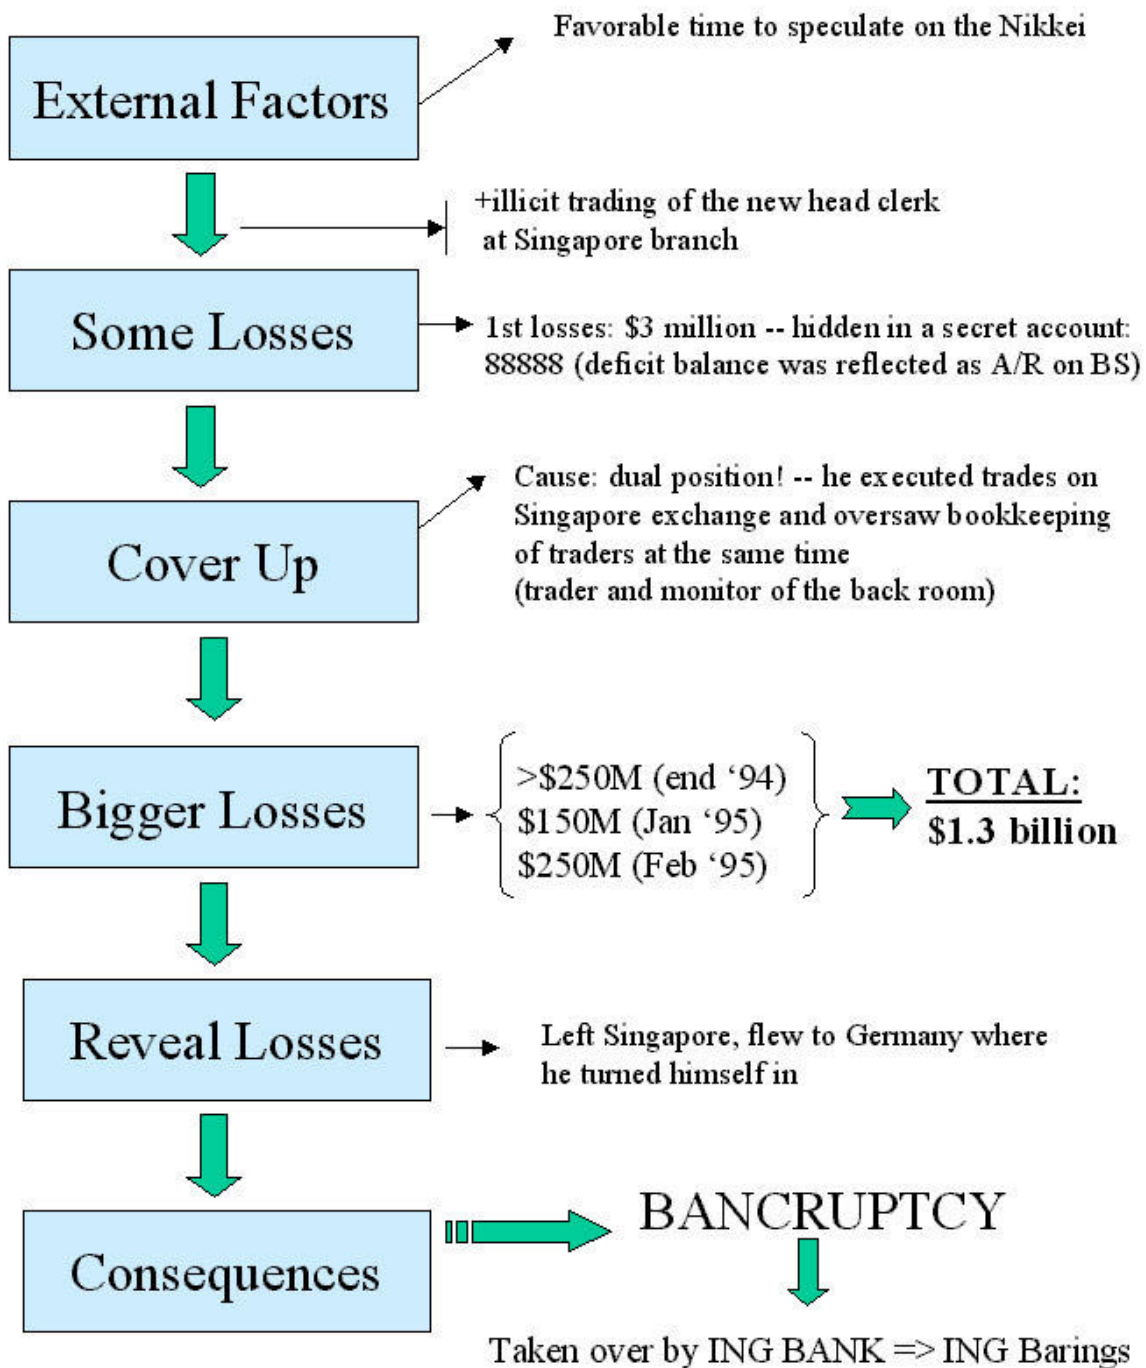 Favorable time to speculate on the Nikkei
External Factors
+illicit trading of the new head clerk
at Singapore branch
Some Losses
1st losses: $3 million -- hidden in a secret account:
88888 (deficit balance was reflected as A/R on BS)
Cover Up
Cause: dual position! -- he executed trades on
Singapore exchange and oversaw bookkeeping
of traders at the same time
(trader and monitor of the back room)
Bigger Losses
>$250M (end ‘94)
$150M (Jan ‘95)
$250M (Feb ‘95)
TOTAL:
$1.3 billion
Reveal Losses
Left Singapore, flew to Germany where
he turned himself in
Consequences
BANCRUPTCY
Taken over by ING BANK => ING Barings